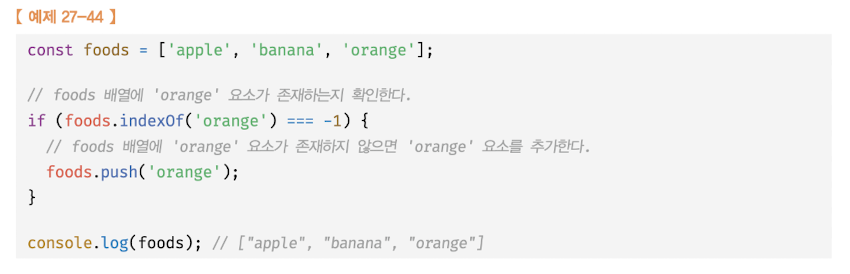 【 예제 27-44 】
const foods = ['apple', 'banana', 'orange'];
// foods 배열에 'orange' 요소가 존재하는지 확인한다.
if (foods.indexOf('orange') === -1) {
// foods 배열에 'orange' 요소가 존재하지 않으면 'orange' 요소를 추가한다.
foods.push('orange');
}
console.log(foods); // ["apple", "banana", "orange"]